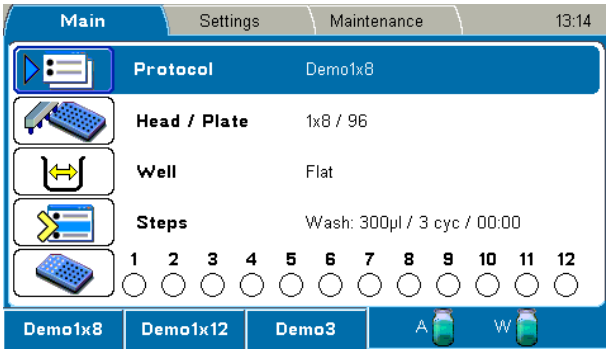 Main Settings Maintenance 13:14
Protocol Demo1x8
Head / Plate 1x8 / 96
Well Flat
Steps Wash: 300µl / 3 cyc / 00:00
1 2 3 4 5 6 7 8 9 10 11 12
Demo1x8 Demo1x12 Demo3 A W